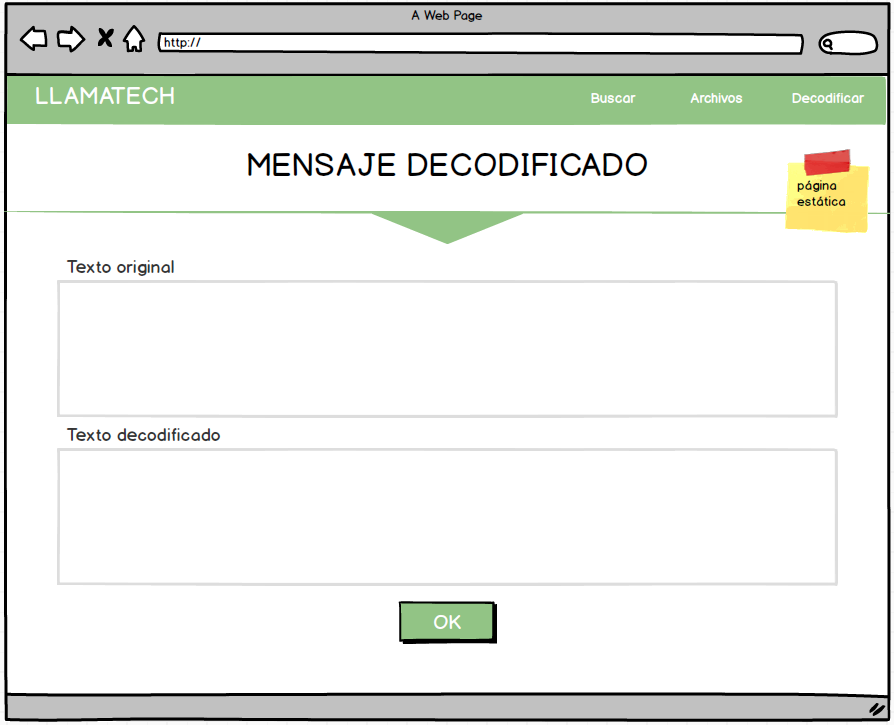 A Web Page
http://
LLAMATECH
Buscar
Archivos
Decodificar
MENSAJE DECODIFICADO
página
estática
Texto original
Texto decodificado
OK